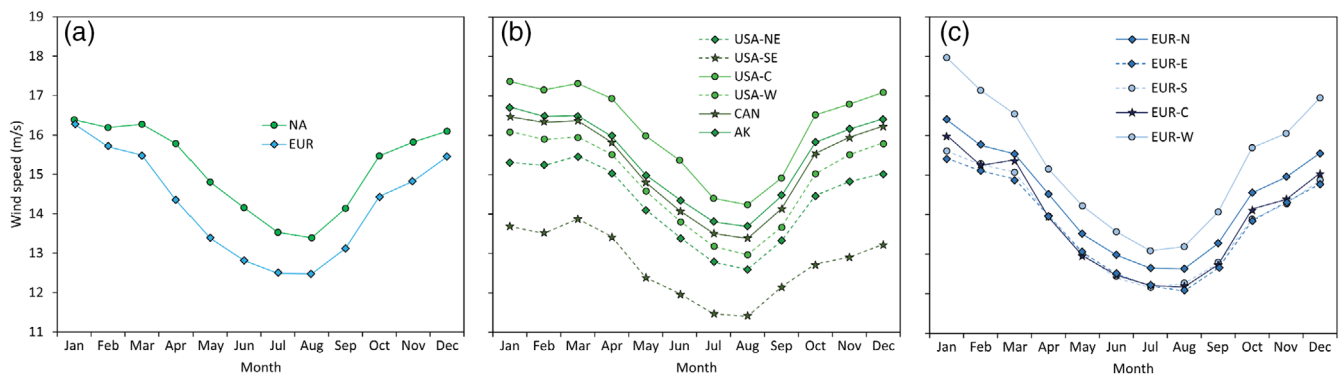 (a)
Wind speed (m/s)
19
18
17
16
15
14
13
12
11
NA
EUR
Jan Feb Mar Apr May Jun Jul Aug Sep Oct Nov Dec
Month
(b)
USA-NE
USA-SE
USA-C
USA-W
CAN
AK
Jan Feb Mar Apr May Jun Jul Aug Sep Oct Nov Dec
Month
(c)
EUR-N
EUR-E
EUR-S
EUR-C
EUR-W
Jan Feb Mar Apr May Jun Jul Aug Sep Oct Nov Dec
Month